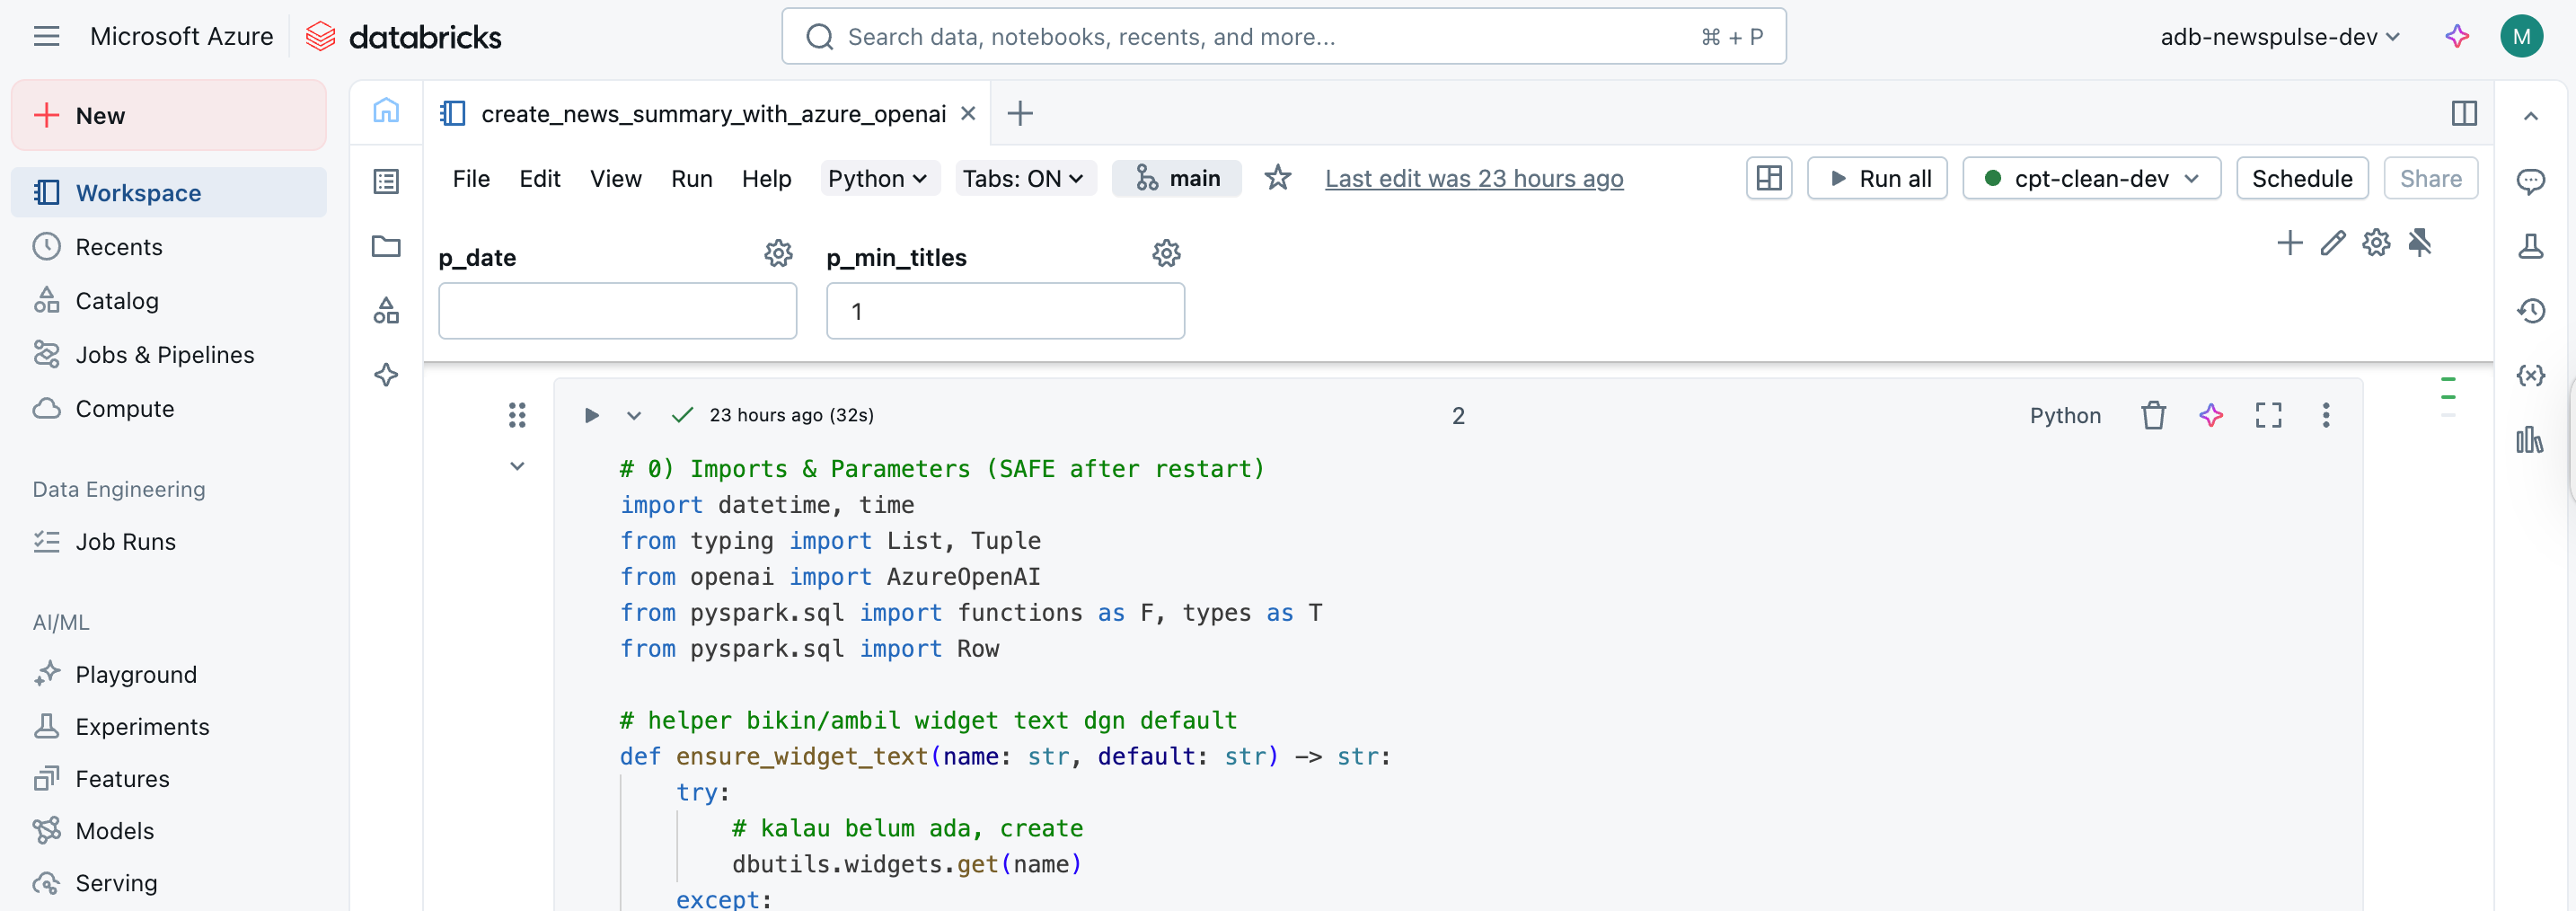 Microsoft Azure databricks
Search data, notebooks, recents, and more... ⌘ + P
adb-newspulse-dev
M
New
Workspace
Recents
Catalog
Jobs & Pipelines
Compute
Data Engineering
Job Runs
AI/ML
Playground
Experiments
Features
Models
Serving
create_news_summary_with_azure_openai
File Edit View Run Help Python Tabs: ON main Last edit was 23 hours ago Run all cpt-clean-dev Schedule Share
p_date p_min_titles
1
23 hours ago (32s) 2 Python
# 0) Imports & Parameters (SAFE after restart)
import datetime, time
from typing import List, Tuple
from openai import AzureOpenAI
from pyspark.sql import functions as F, types as T
from pyspark.sql import Row
# helper bikin/ambil widget text dgn default
def ensure_widget_text(name: str, default: str) -> str:
try:
# kalau belum ada, create
dbutils.widgets.get(name)
except: